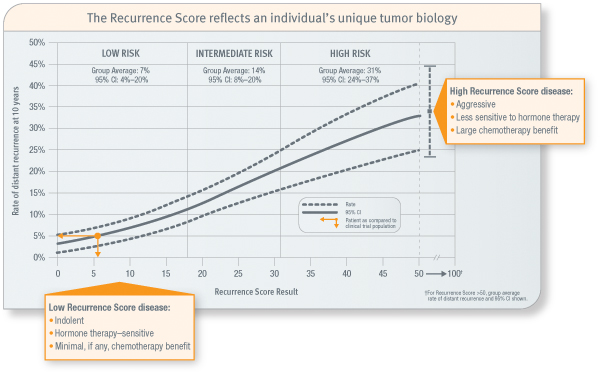 The Recurrence Score reflects an individual's unique tumor biology
Rate of distant recurrence at 10 years
50%
45%
40%
35%
30%
25%
20%
15%
10%
5%
0%
LOW RISK
Group Average: 7%
95% CI: 4%–20%
INTERMEDIATE RISK
Group Average: 14%
95% CI: 8%–20%
HIGH RISK
Group Average: 31%
95% CI: 24%–37%
High Recurrence Score disease:
• Aggressive
• Less sensitive to hormone therapy
• Large chemotherapy benefit
Rate
95% CI
Patient as compared to
clinical trial population
0 5 10 15 20 25 30 35 40 45 50 100†
Recurrence Score Result
†For Recurrence Score >50, group average
rate of distant recurrence and 95% CI shown.
Low Recurrence Score disease:
• Indolent
• Hormone therapy–sensitive
• Minimal, if any, chemotherapy benefit